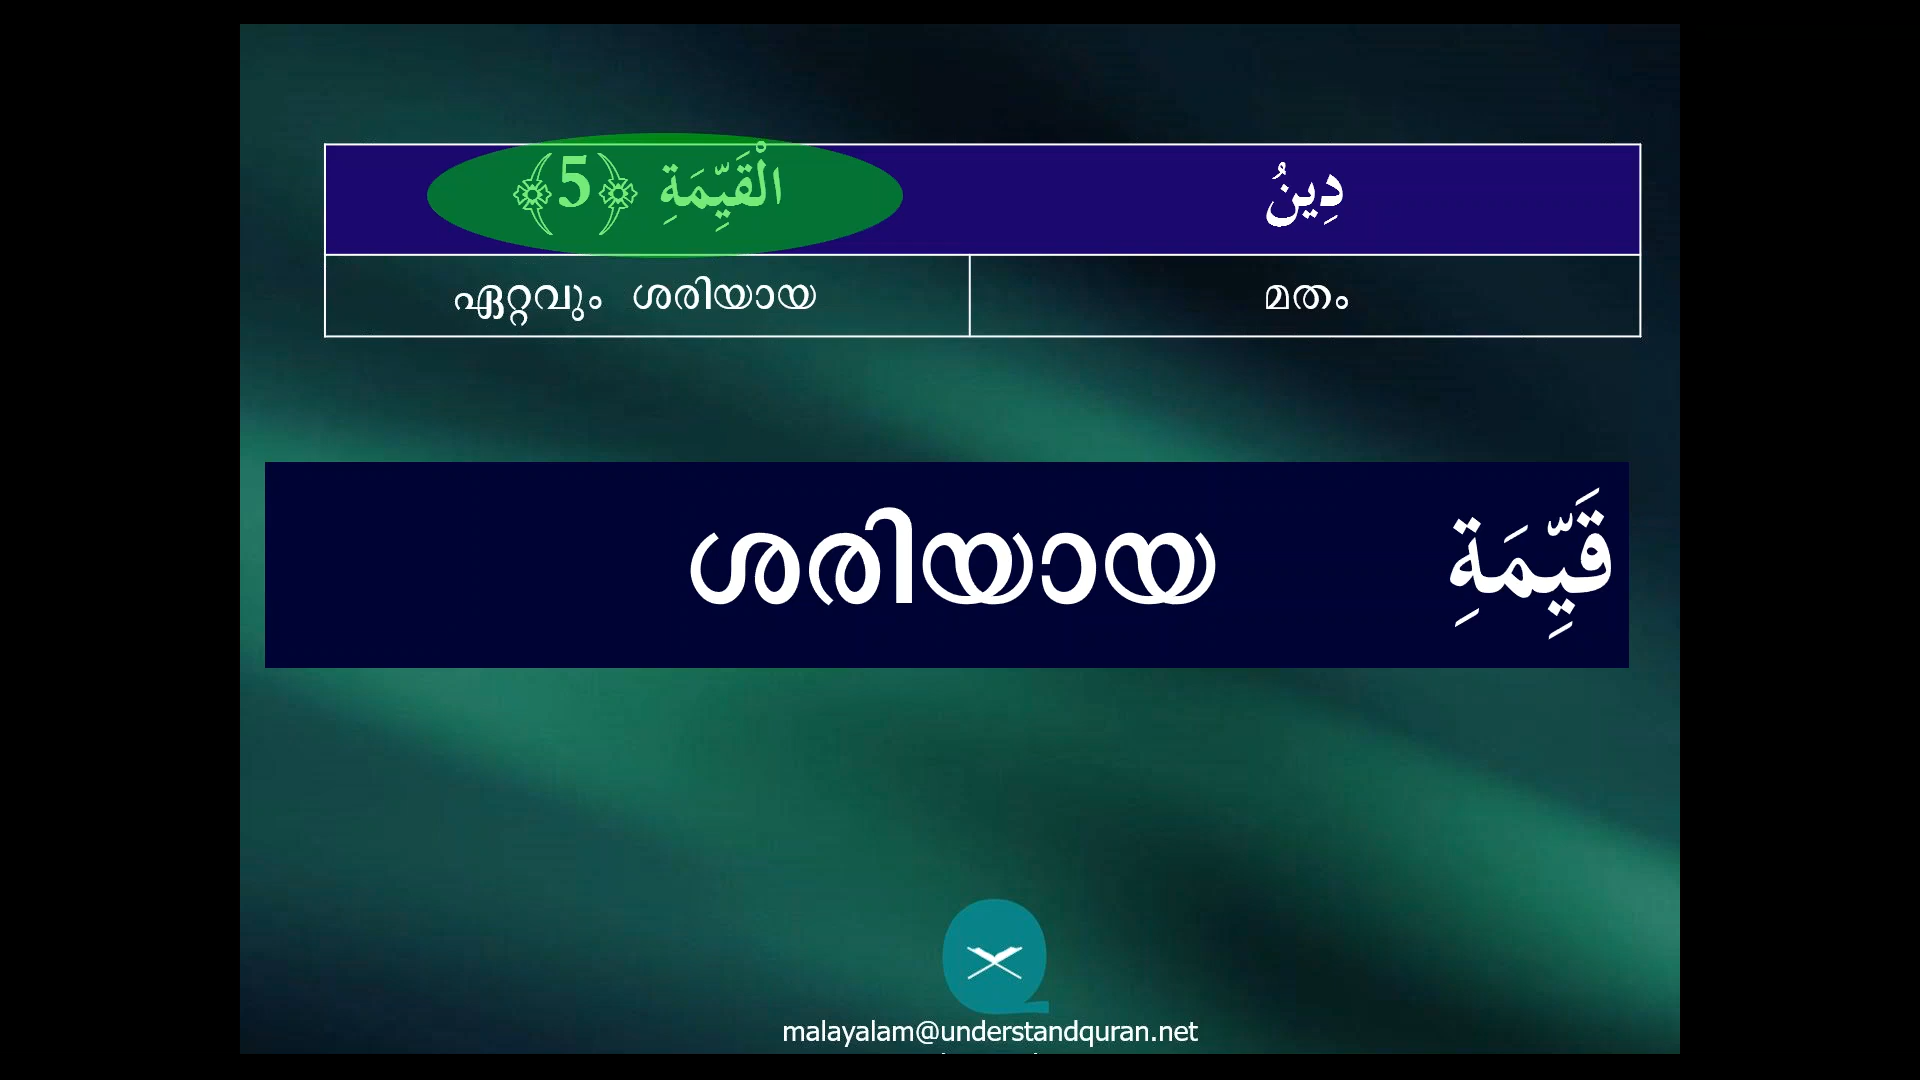 دِينُ الْقَيِّمَةِ ﴿5﴾
മതം ഏറ്റവും ശരിയായ
قَيِّمَةِ ശരിയായ
malayalam@understandquran.net